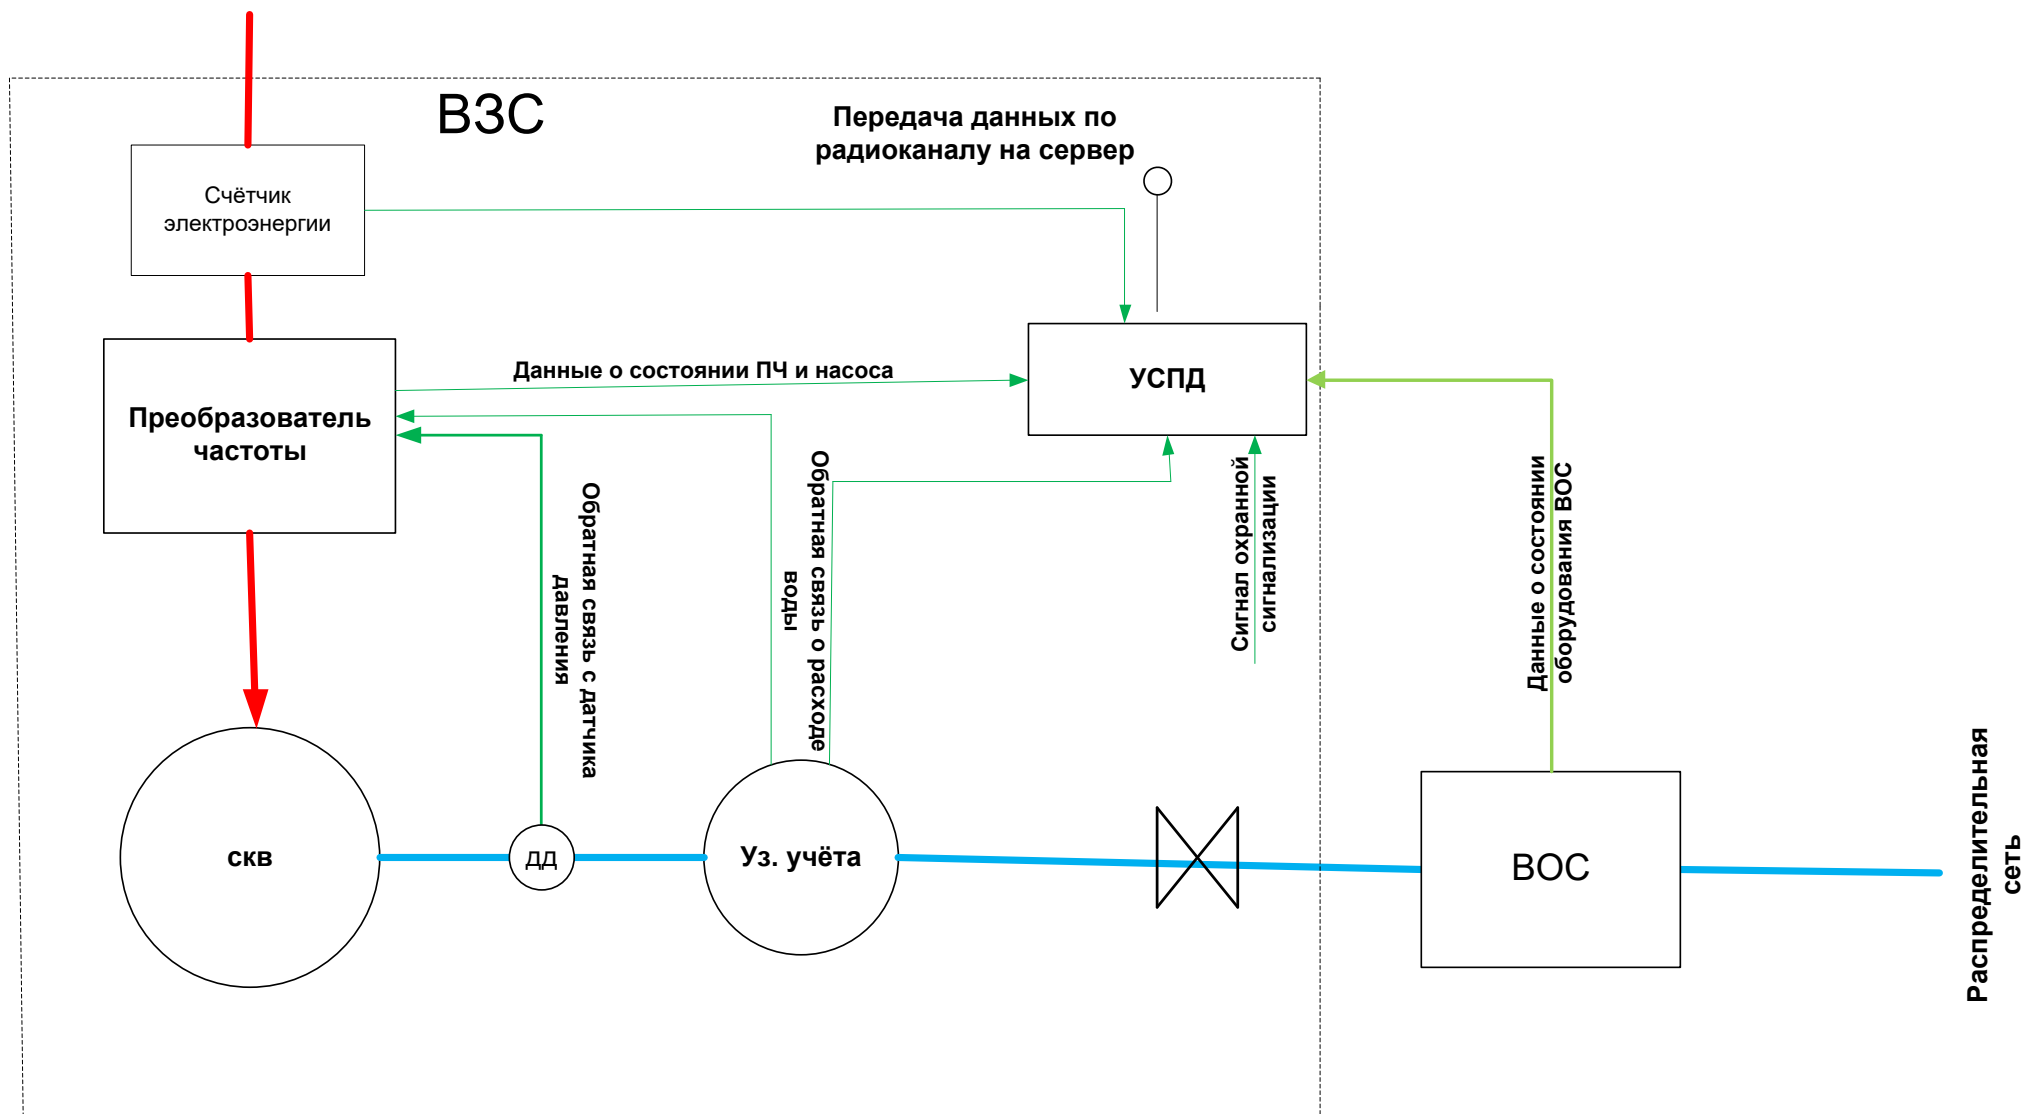 ВЗС
Передача данных по
радиоканалу на сервер
Счётчик
электроэнергии
Данные о состоянии ПЧ и насоса
УСПД
Преобразователь
частоты
Обратная связь с датчика
давления
Обратная связь о расходе
воды
Сигнал охранной
сигнализации
Данные о состоянии
оборудования ВОС
скв
дд
Уз. учёта
ВОС
Распределительная
сеть